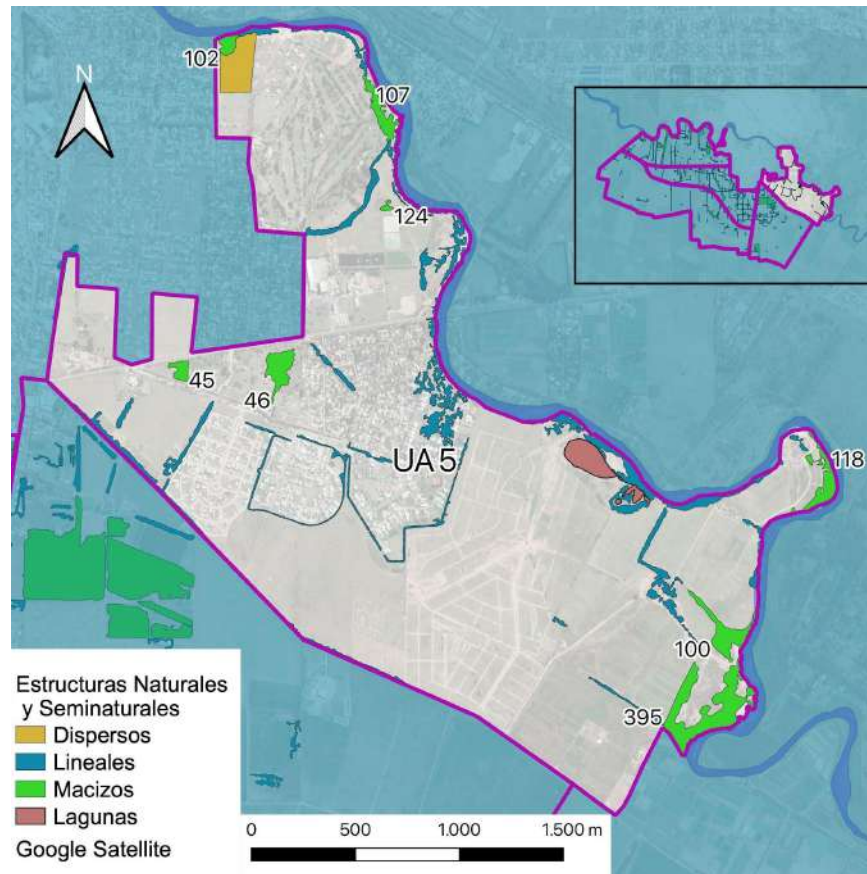 102
N
107
124
45
46
UA 5
118
100
395
Estructuras Naturales
y Seminaturales
Dispersos
Lineales
Macizos
Lagunas
Google Satellite
0 500 1.000 1.500 m